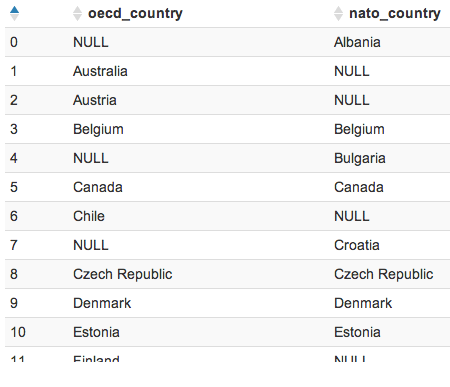 oecd_country nato_country
0 NULL Albania
1 Australia NULL
2 Austria NULL
3 Belgium Belgium
4 NULL Bulgaria
5 Canada Canada
6 Chile NULL
7 NULL Croatia
8 Czech Republic Czech Republic
9 Denmark Denmark
10 Estonia Estonia
11 Finland NULL